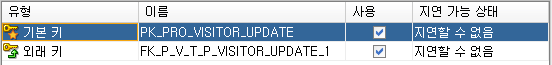 유형 이름 사용 지연 가능 상태
기본 키 PK_PRO_VISITOR_UPDATE 지연할 수 없음
외래 키 FK_P_V_T_P_VISITOR_UPDATE_1 지연할 수 없음